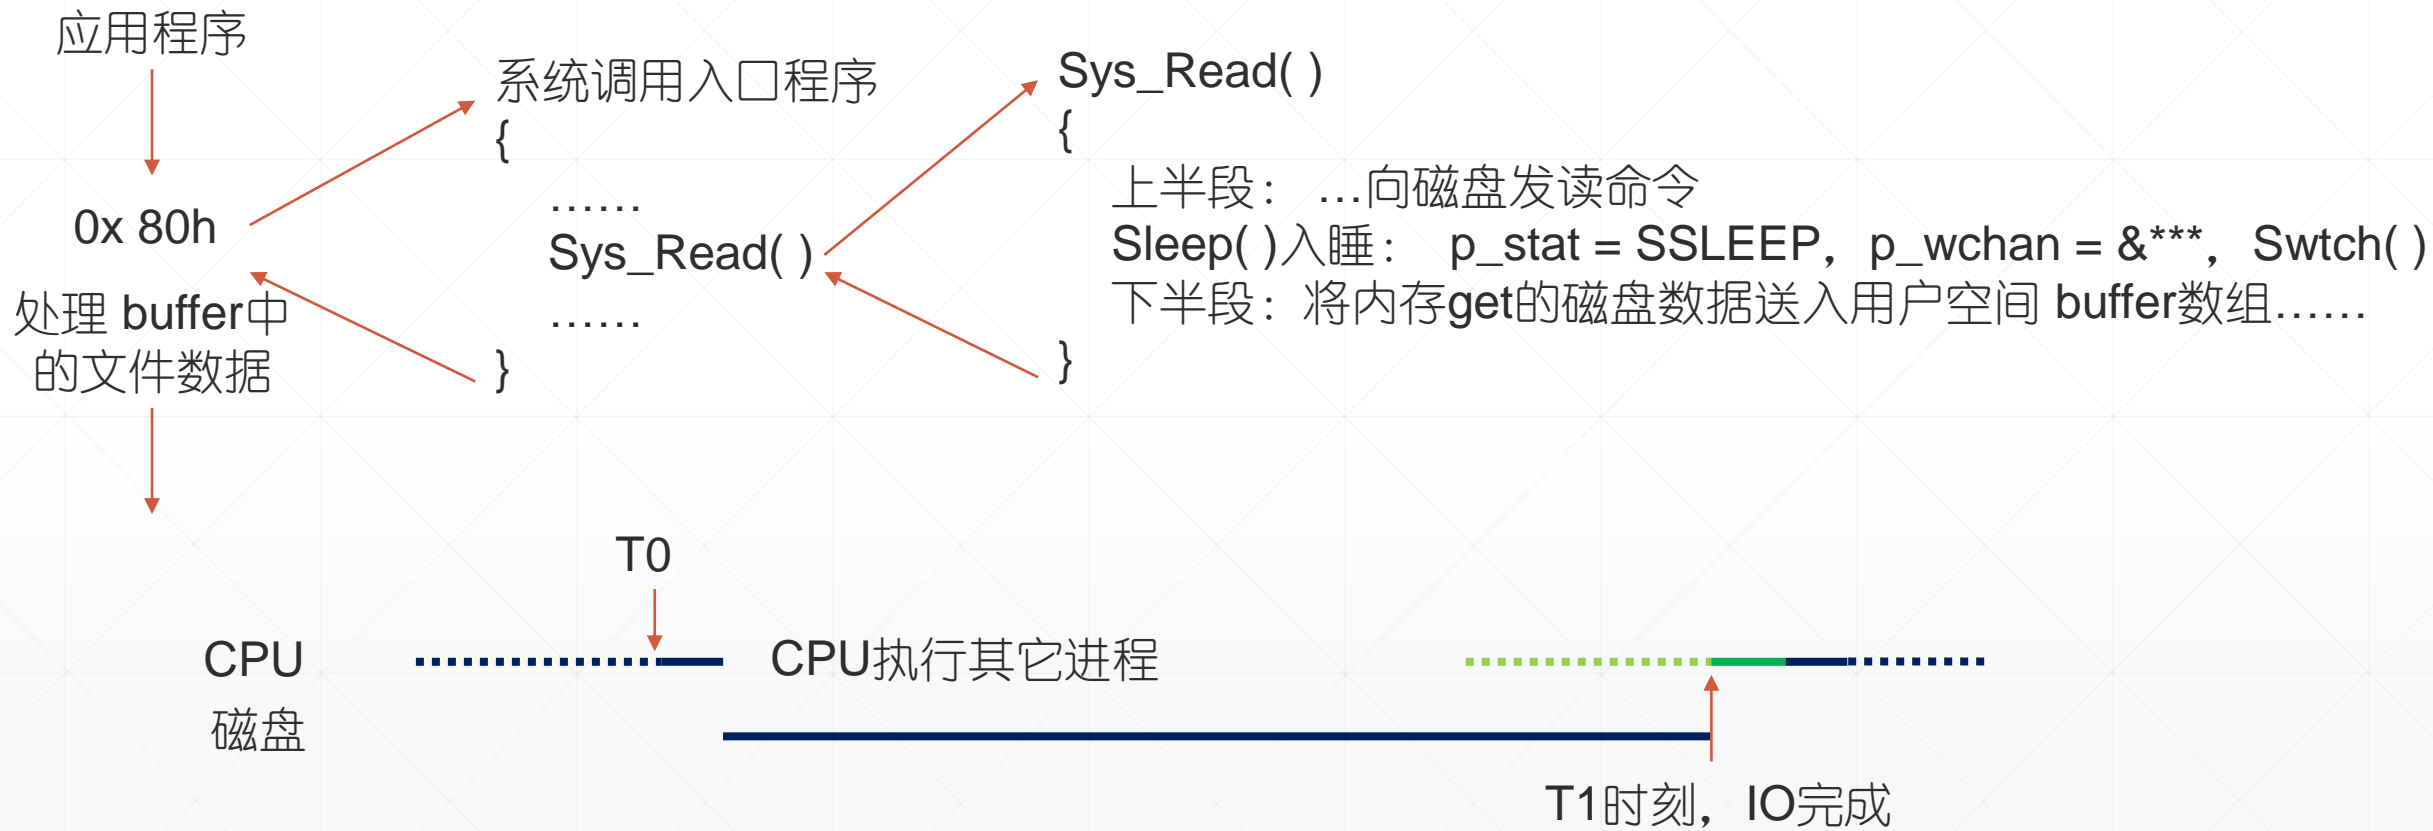 应用程序
0x 80h
处理 buffer中
的文件数据
系统调用入口程序
{
……
Sys_Read( )
……
}
Sys_Read( )
{
上半段： …向磁盘发读命令
Sleep( )入睡： p_stat = SSLEEP，p_wchan = &***，Swtch( )
下半段：将内存get的磁盘数据送入用户空间 buffer数组……
}
T0
CPU
CPU执行其它进程
磁盘
T1时刻，IO完成